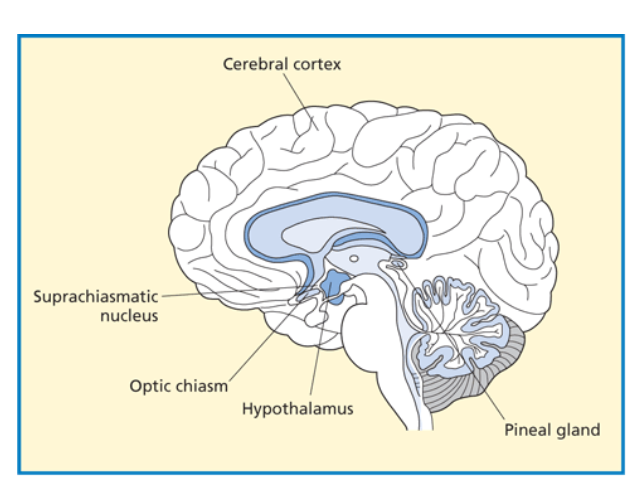 Cerebral cortex
Suprachiasmatic
nucleus
Optic chiasm
Hypothalamus
Pineal gland